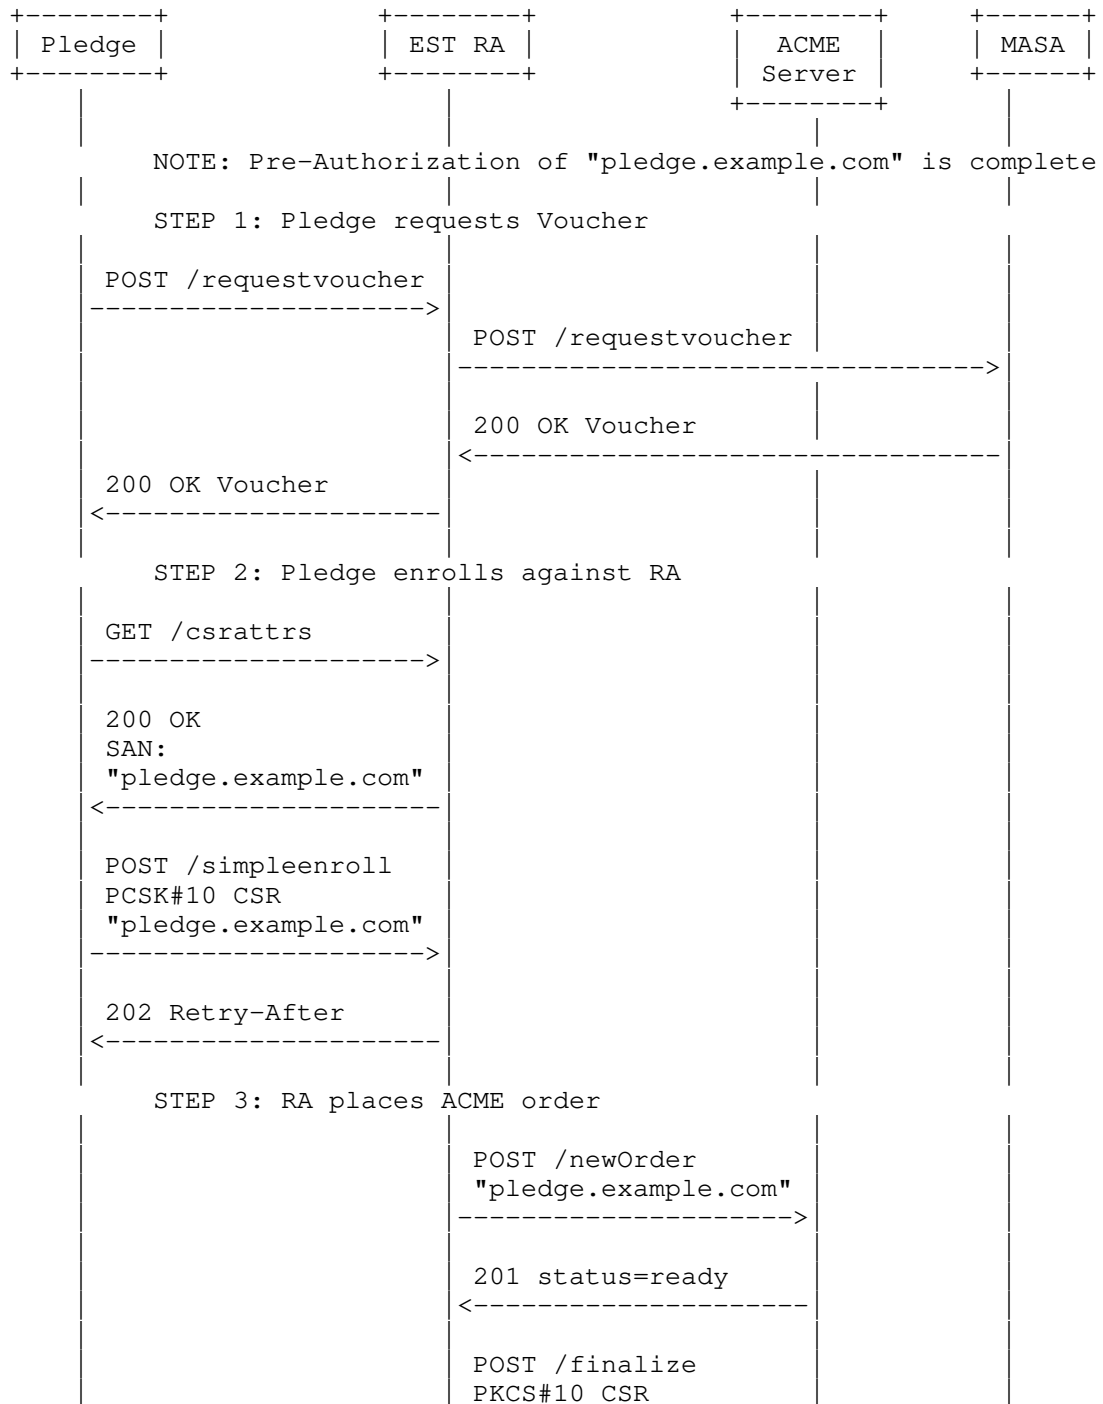 Pledge EST RA ACME MASA
Server
NOTE: Pre-Authorization of "pledge.example.com" is complete
STEP 1: Pledge requests Voucher
POST /requestvoucher
POST /requestvoucher
200 OK Voucher
200 OK Voucher
STEP 2: Pledge enrolls against RA
GET /csrattrs
200 OK
SAN:
"pledge.example.com"
POST /simpleenroll
PCSK#10 CSR
"pledge.example.com"
202 Retry-After
STEP 3: RA places ACME order
POST /newOrder
"pledge.example.com"
201 status=ready
POST /finalize
PKCS#10 CSR